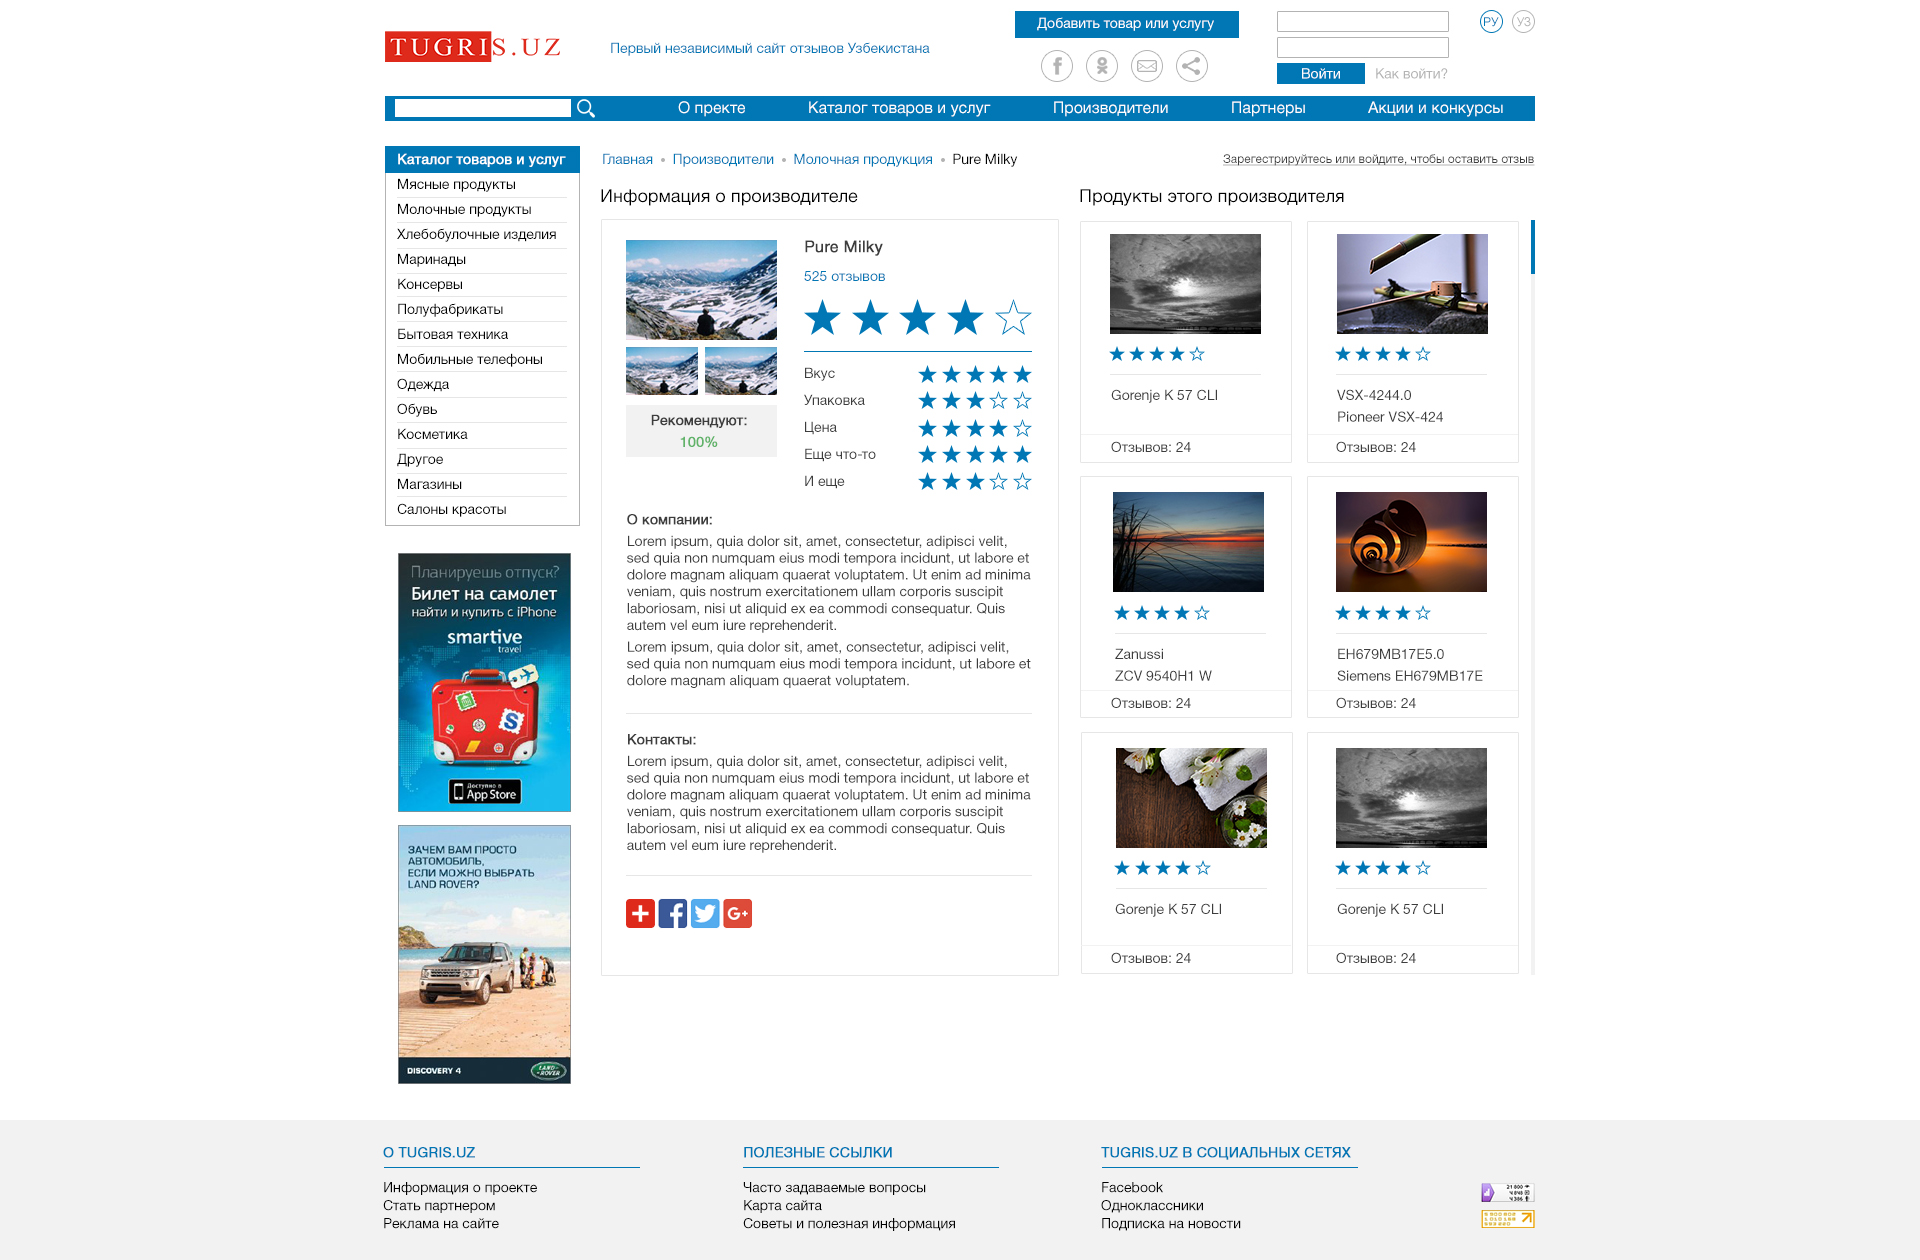 TUGRIS.UZ
Первый независимый сайт отзывов Узбекистана
Добавить товар или услугу
Войти
Как войти?
РУ
УЗ
О пректе
Каталог товаров и услуг
Производители
Партнеры
Акции и конкурсы
Каталог товаров и услуг
Мясные продукты
Молочные продукты
Хлебобулочные изделия
Маринады
Консервы
Полуфабрикаты
Бытовая техника
Мобильные телефоны
Одежда
Обувь
Косметика
Другое
Магазины
Салоны красоты
Планируешь отпуск?
Билет на самолет
найти и купить с iPhone
smartive
travel
S
Доступно в
App Store
ЗАЧЕМ ВАМ ПРОСТО
АВТОМОБИЛЬ,
ЕСЛИ МОЖНО ВЫБРАТЬ
LAND ROVER?
DISCOVERY 4
LAND-
ROVER
Главная • Производители • Молочная продукция • Pure Milky
Зарегестрируйтесь или войдите, чтобы оставить отзыв
Информация о производителе
Pure Milky
525 отзывов
Рекомендуют:
100%
Вкус
Упаковка
Цена
Еще что-то
И еще
О компании:
Lorem ipsum, quia dolor sit, amet, consectetur, adipisci velit,
sed quia non numquam eius modi tempora incidunt, ut labore et
dolore magnam aliquam quaerat voluptatem. Ut enim ad minima
veniam, quis nostrum exercitationem ullam corporis suscipit
laboriosam, nisi ut aliquid ex ea commodi consequatur. Quis
autem vel eum iure reprehenderit.
Lorem ipsum, quia dolor sit, amet, consectetur, adipisci velit,
sed quia non numquam eius modi tempora incidunt, ut labore et
dolore magnam aliquam quaerat voluptatem.
Контакты:
Lorem ipsum, quia dolor sit, amet, consectetur, adipisci velit,
sed quia non numquam eius modi tempora incidunt, ut labore et
dolore magnam aliquam quaerat voluptatem. Ut enim ad minima
veniam, quis nostrum exercitationem ullam corporis suscipit
laboriosam, nisi ut aliquid ex ea commodi consequatur. Quis
autem vel eum iure reprehenderit.
G+
Продукты этого производителя
Gorenje K 57 CLI
Отзывов: 24
VSX-4244.0
Pioneer VSX-424
Отзывов: 24
Zanussi
ZCV 9540H1 W
Отзывов: 24
EH679MB17E5.0
Siemens EH679MB17E
Отзывов: 24
Gorenje K 57 CLI
Отзывов: 24
Gorenje K 57 CLI
Отзывов: 24
О TUGRIS.UZ
Информация о проекте
Стать партнером
Реклама на сайте
ПОЛЕЗНЫЕ ССЫЛКИ
Часто задаваемые вопросы
Карта сайта
Советы и полезная информация
TUGRIS.UZ В СОЦИАЛЬНЫХ СЕТЯХ
Facebook
Одноклассники
Подписка на новости